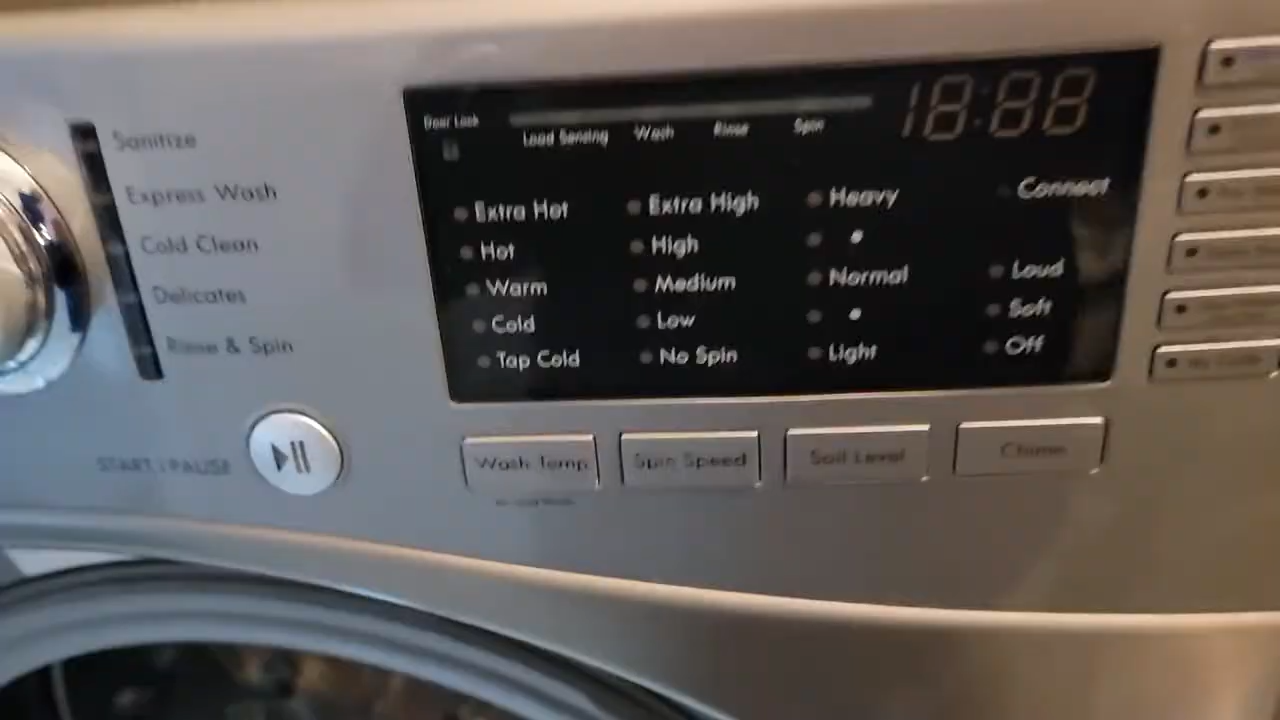 Sanitize
Express Wash
Cold Clean
Delicates
Rinse & Spin
START / PAUSE
Door Lock
Load Sensing
Wash
Rinse
Spin
18:88
Extra Hot
Hot
Warm
Cold
Tap Cold
Extra High
High
Medium
Low
No Spin
Heavy
Normal
Light
Connect
Loud
Soft
Off
Wash Temp.
Spin Speed
Soil Level
Chime